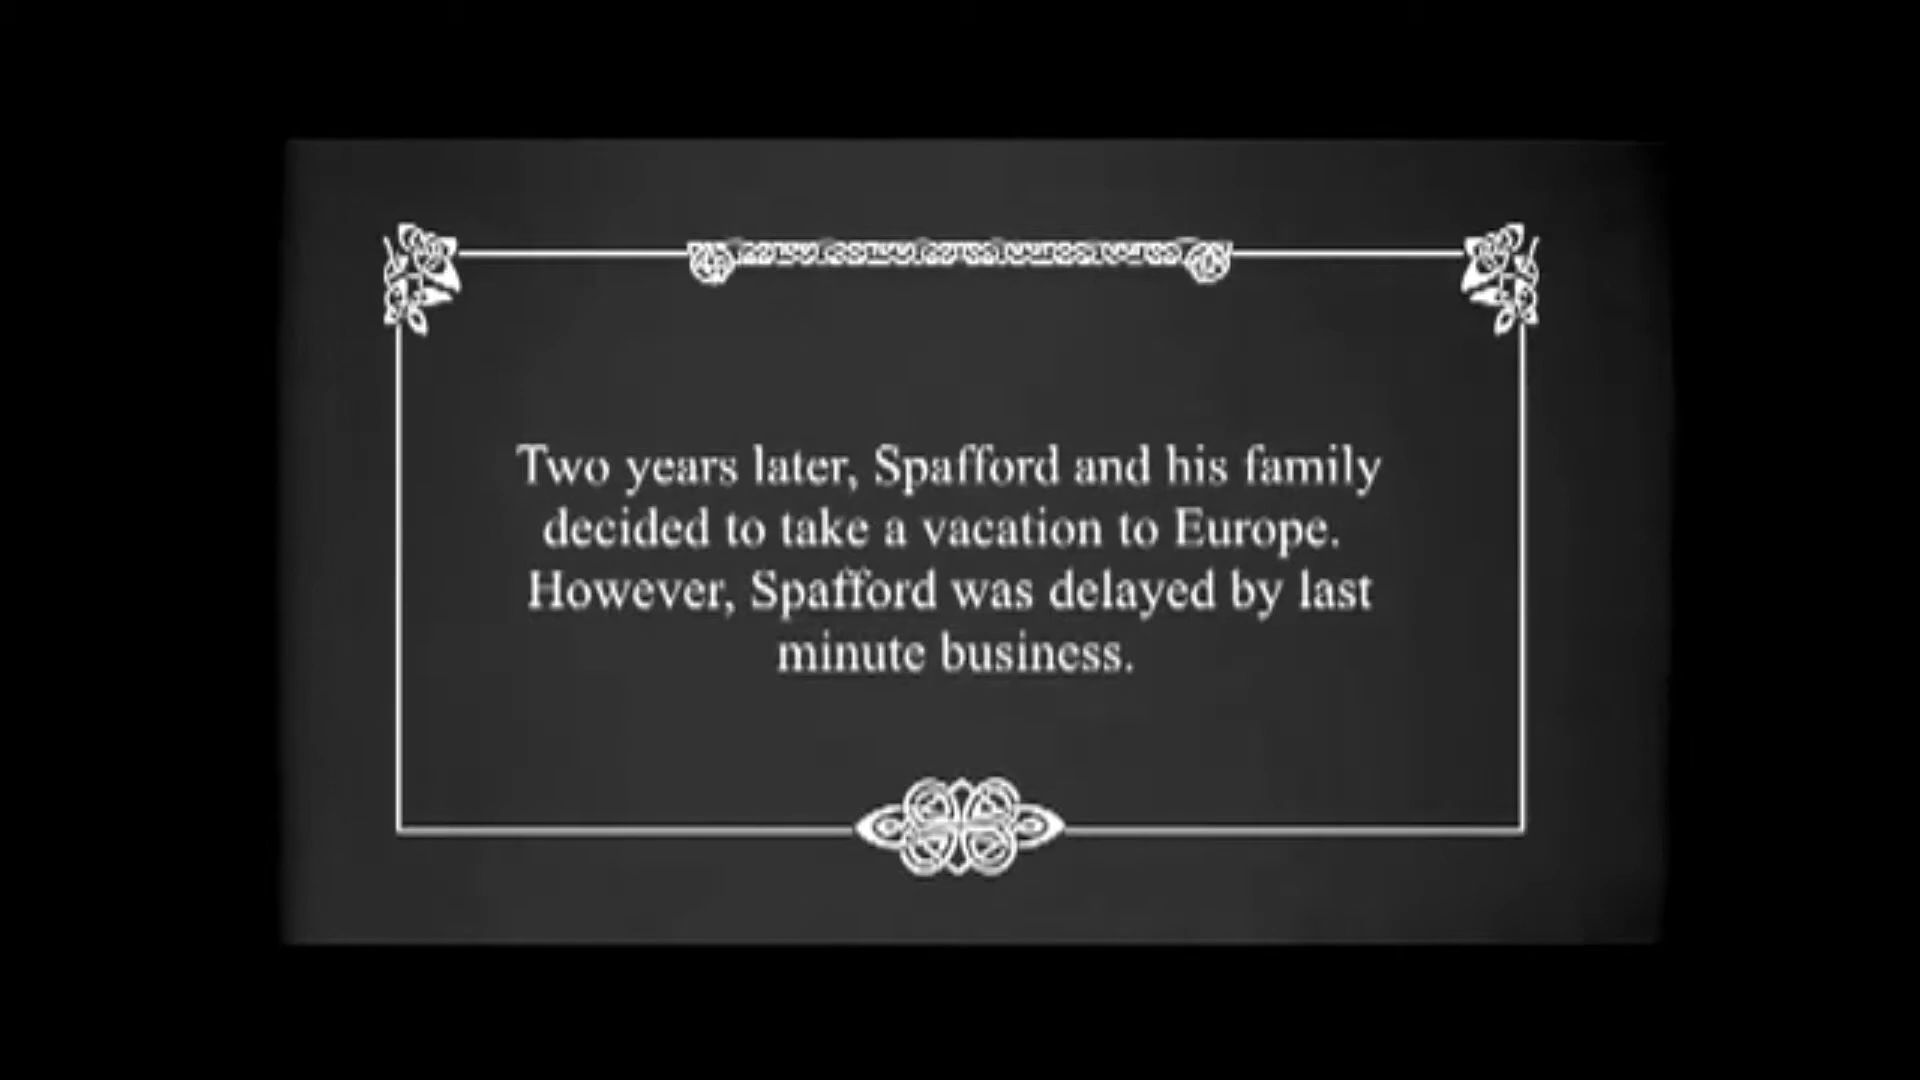 Two years later, Spafford and his family
decided to take a vacation to Europe.
However, Spafford was delayed by last
minute business.